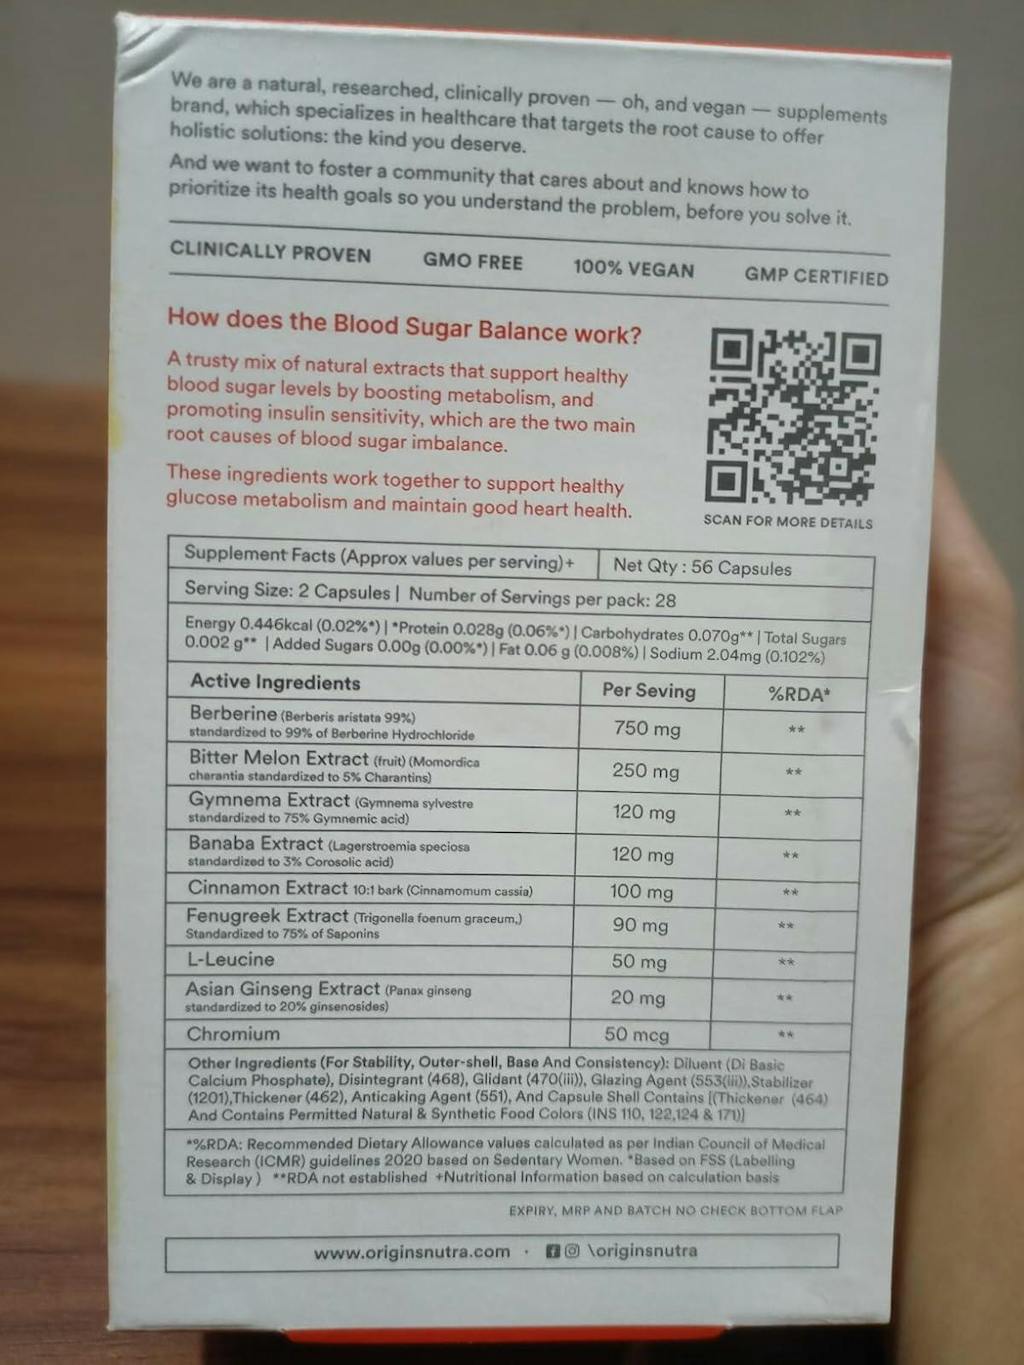 We are a natural, researched, clinically proven — oh, and vegan — supplements
brand, which specializes in healthcare that targets the root cause to offer
holistic solutions: the kind you deserve.
And we want to foster a community that cares about and knows how to
prioritize its health goals so you understand the problem, before you solve it.
CLINICALLY PROVEN GMO FREE 100% VEGAN GMP CERTIFIED
How does the Blood Sugar Balance work?
A trusty mix of natural extracts that support healthy
blood sugar levels by boosting metabolism, and
promoting insulin sensitivity, which are the two main
root causes of blood sugar imbalance.
These ingredients work together to support healthy
glucose metabolism and maintain good heart health.
SCAN FOR MORE DETAILS
Supplement Facts (Approx values per serving)+ Net Qty : 56 Capsules
Serving Size: 2 Capsules | Number of Servings per pack: 28
Energy 0.446kcal (0.02%*) | *Protein 0.028g (0.06%*) | Carbohydrates 0.070g** | Total Sugars
0.002 g** | Added Sugars 0.00g (0.00%*) | Fat 0.06 g (0.008%) | Sodium 2.04mg (0.102%)
Active Ingredients Per Seving %RDA*
Berberine (Berberis aristata 99%)
standardized to 99% of Berberine Hydrochloride 750 mg **
Bitter Melon Extract (fruit) (Momordica
charantia standardized to 5% Charantins) 250 mg **
Gymnema Extract (Gymnema sylvestre
standardized to 75% Gymnemic acid) 120 mg **
Banaba Extract (Lagerstroemia speciosa
standardized to 3% Corosolic acid) 120 mg **
Cinnamon Extract 10:1 bark (Cinnamomum cassia) 100 mg **
Fenugreek Extract (Trigonella foenum graceum,)
Standardized to 75% of Saponins 90 mg **
L-Leucine 50 mg **
Asian Ginseng Extract (Panax ginseng
standardized to 20% ginsenosides) 20 mg **
Chromium 50 mcg **
Other Ingredients (For Stability, Outer-shell, Base And Consistency): Diluent (Di Basic
Calcium Phosphate), Disintegrant (468), Glidant (470(iii)), Glazing Agent (553(iii)),Stabilizer
(1201),Thickener (462), Anticaking Agent (551), And Capsule Shell Contains [(Thickener (464)
And Contains Permitted Natural & Synthetic Food Colors (INS 110, 122,124 & 171)]
*%RDA: Recommended Dietary Allowance values calculated as per Indian Council of Medical
Research (ICMR) guidelines 2020 based on Sedentary Women. *Based on FSS (Labelling
& Display ) **RDA not established +Nutritional Information based on calculation basis
EXPIRY, MRP AND BATCH NO CHECK BOTTOM FLAP
www.originsnutra.com · \originsnutra